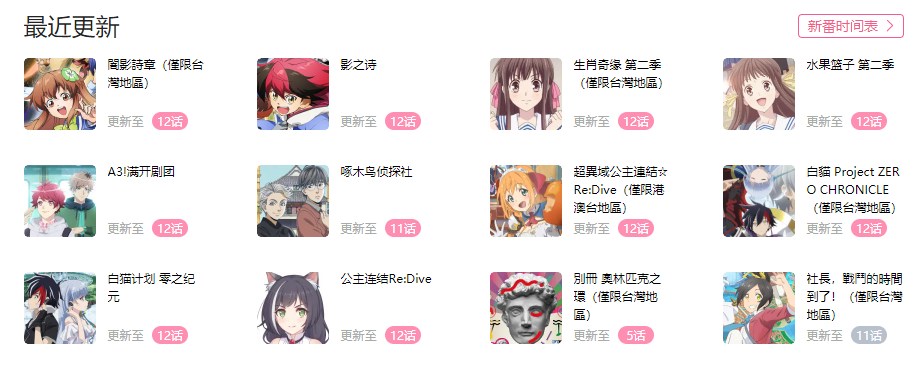 最近更新
新番时间表
闇影詩章（僅限台
灣地區）
更新至 12话
影之诗
更新至 12话
生肖奇缘 第二季
（僅限台灣地區）
更新至 12话
水果篮子 第二季
更新至 12话
A3!满开剧团
更新至 12话
啄木鸟侦探社
更新至 11话
超異域公主連結☆
Re:Dive（僅限港
澳台地區）
更新至 12话
白貓 Project ZER
O CHRONICLE
（僅限台灣地區）
更新至 12话
白猫计划 零之纪
元
更新至 12话
公主连结Re:Dive
更新至 12话
別冊 奧林匹克之
環（僅限台灣地
區）
更新至 5话
社長，戰鬥的時間
到了！（僅限台灣
地區）
更新至 11话